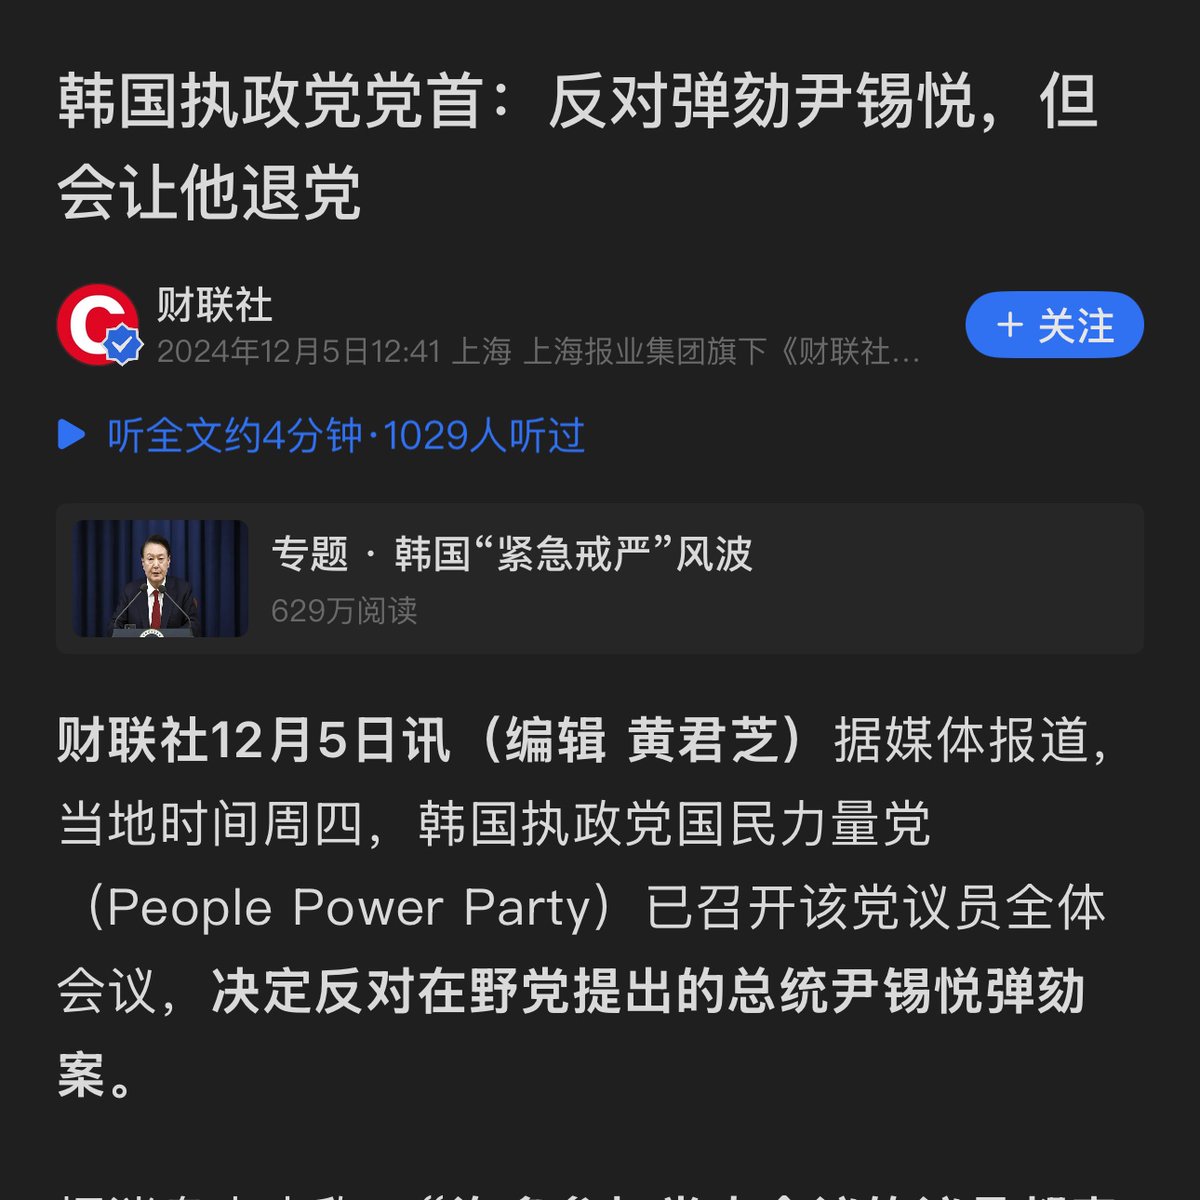 韩国执政党党首：反对弹劾尹锡悦，但
会让他退党
财联社
2024年12月5日12:41 上海 上海报业集团旗下《财联社...
+ 关注
听全文约4分钟·1029人听过
专题 · 韩国“紧急戒严”风波
629万阅读
财联社12月5日讯（编辑 黄君芝）据媒体报道，
当地时间周四，韩国执政党国民力量党
（People Power Party）已召开该党议员全体
会议，决定反对在野党提出的总统尹锡悦弹劾
案。